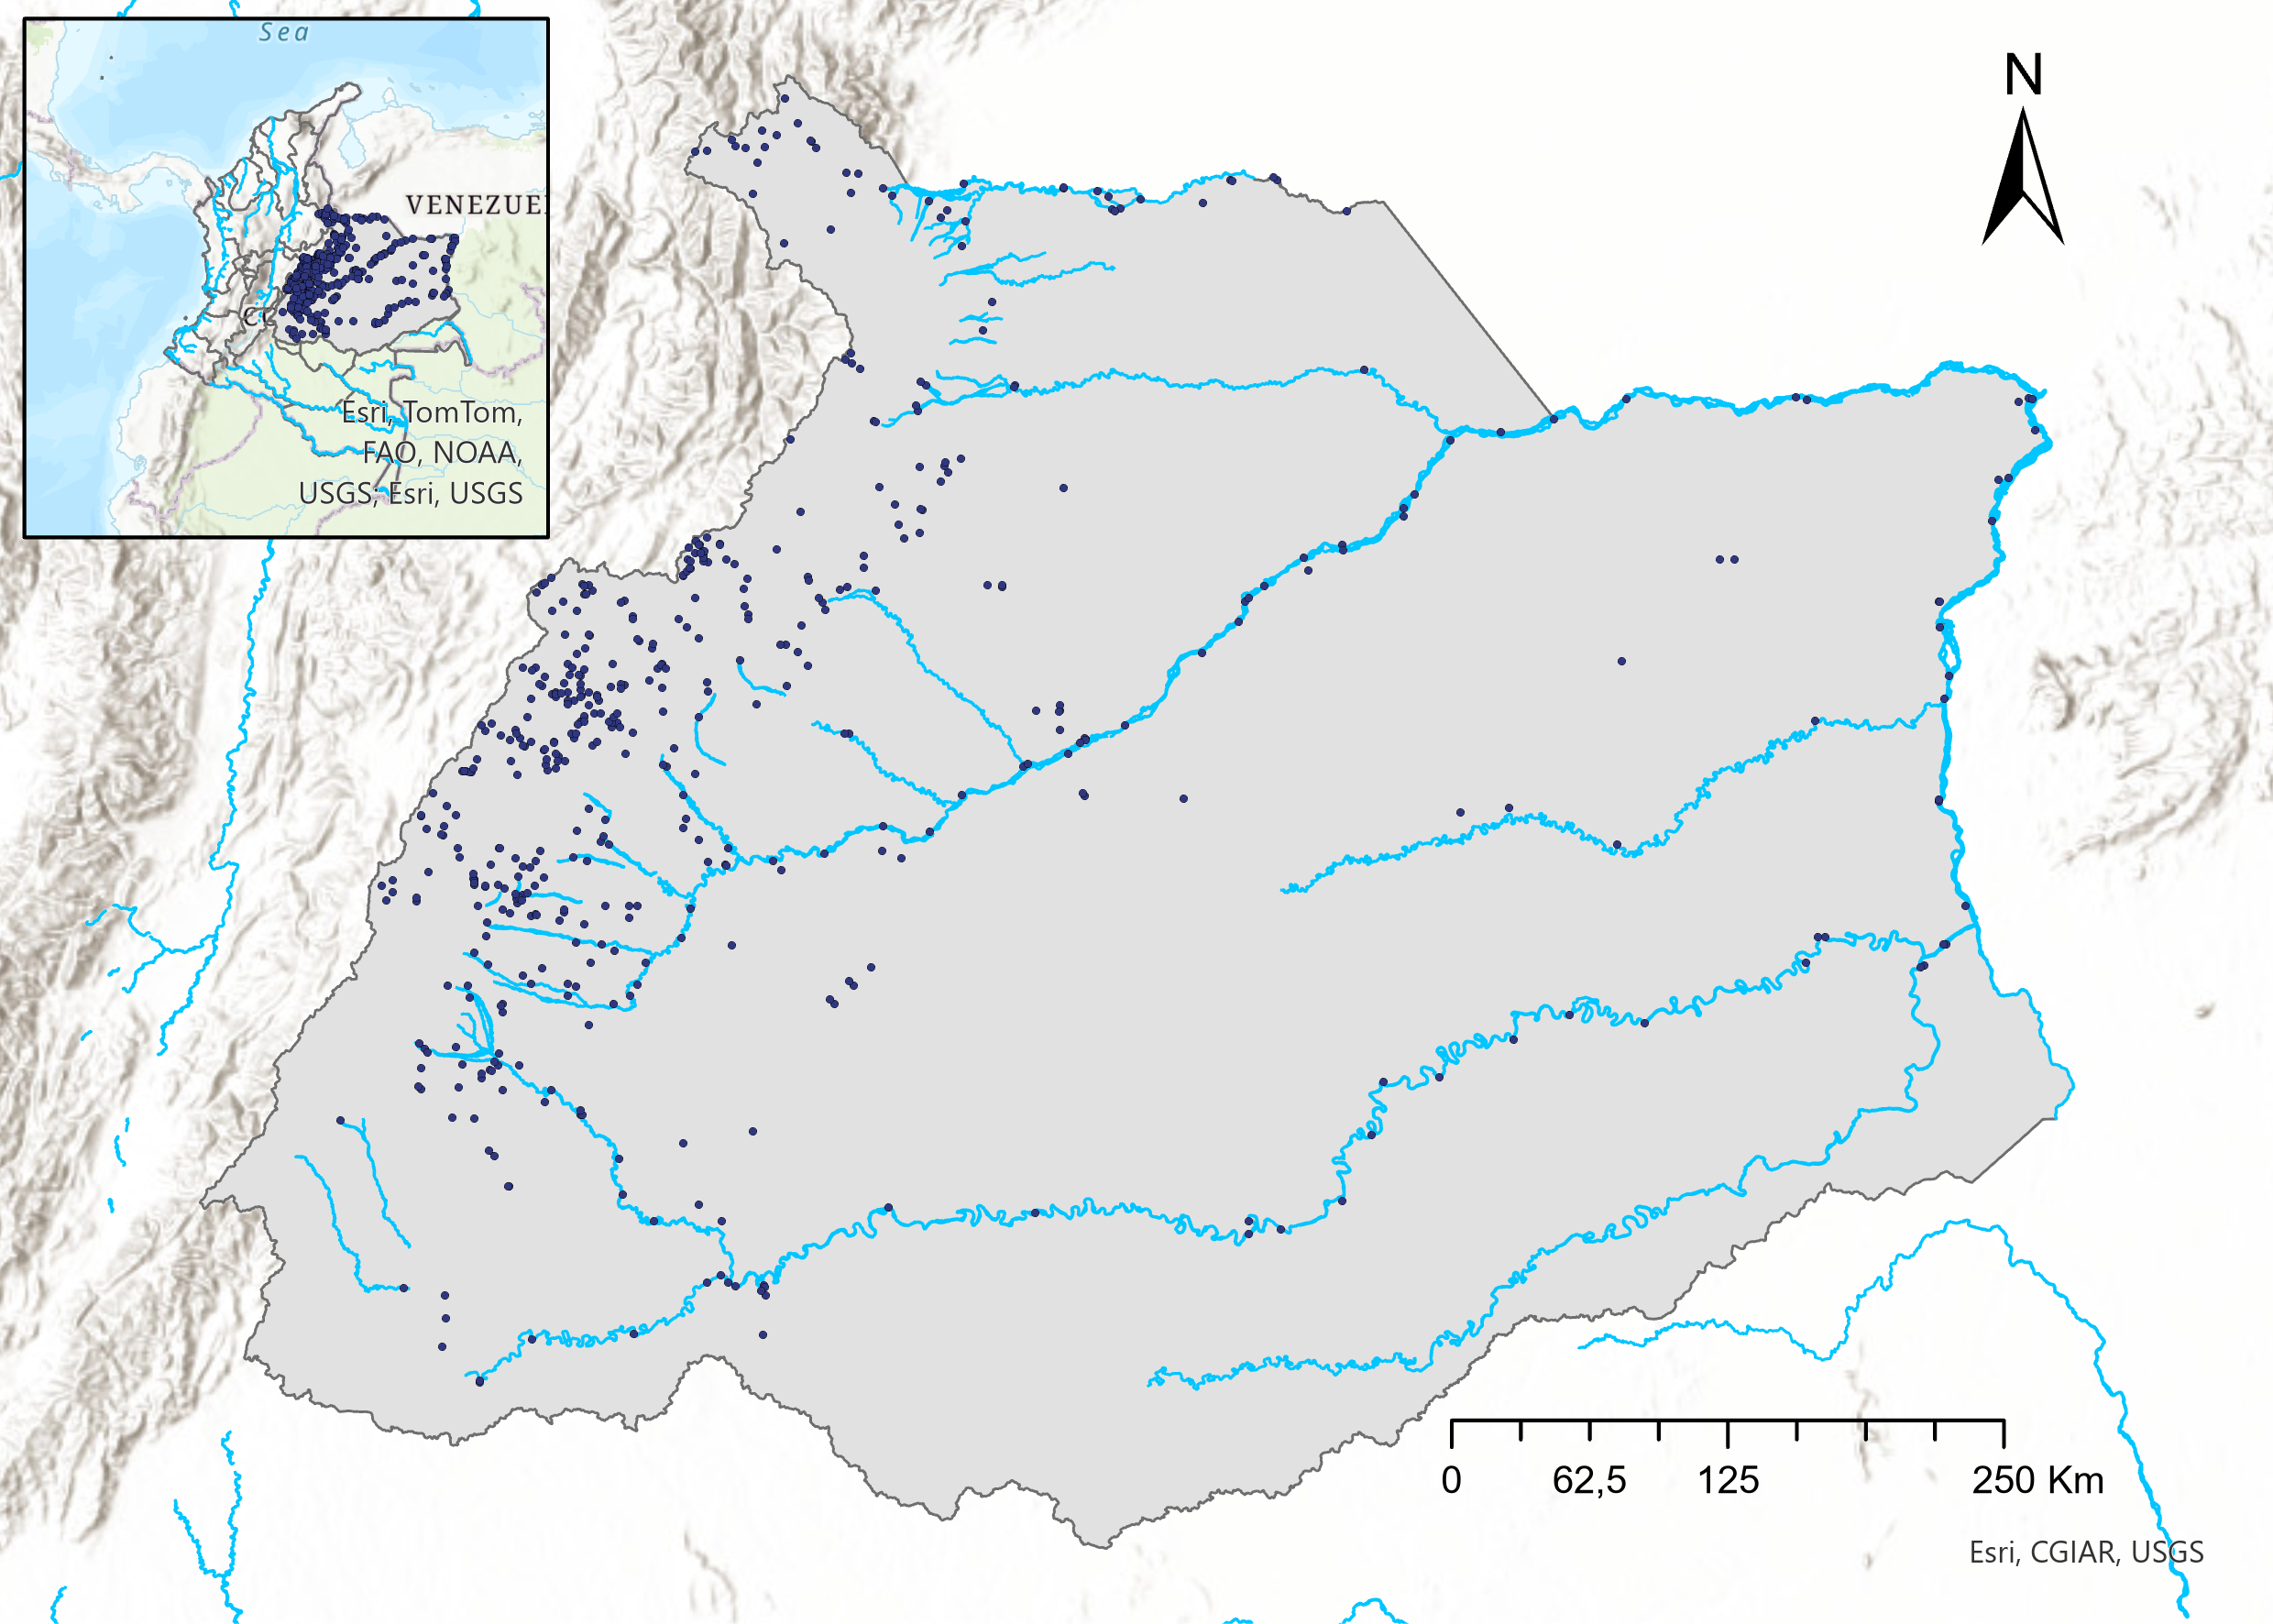 Sea
VENEZUE
C
Esri, TomTom,
FAO, NOAA,
USGS, Esri, USGS
N
0 62,5 125 250 Km
Esri, CGIAR, USGS